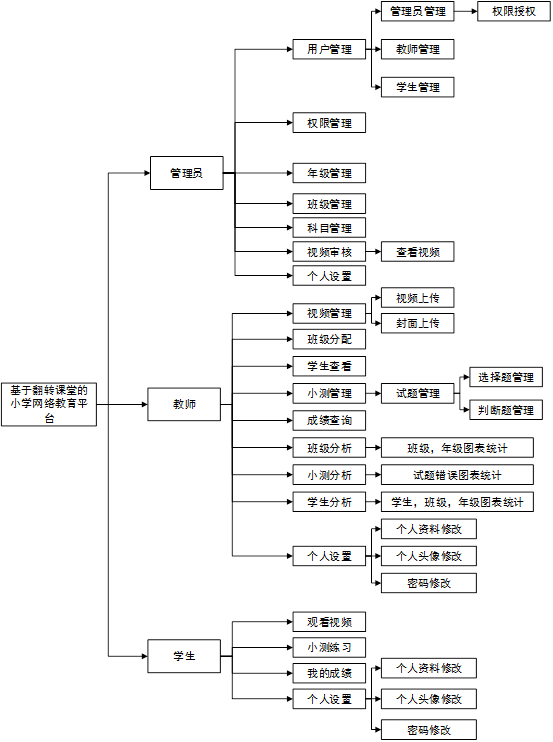 管理员管理
权限授权
用户管理
教师管理
学生管理
权限管理
管理员
年级管理
班级管理
科目管理
视频审核
查看视频
个人设置
视频管理
视频上传
封面上传
班级分配
学生查看
基于翻转课堂的
小学网络教育平
台
教师
小测管理
试题管理
选择题管理
判断题管理
成绩查询
班级分析
班级，年级图表统计
小测分析
试题错误图表统计
学生分析
学生，班级，年级图表统计
个人设置
个人资料修改
个人头像修改
密码修改
学生
观看视频
小测练习
我的成绩
个人设置
个人资料修改
个人头像修改
密码修改